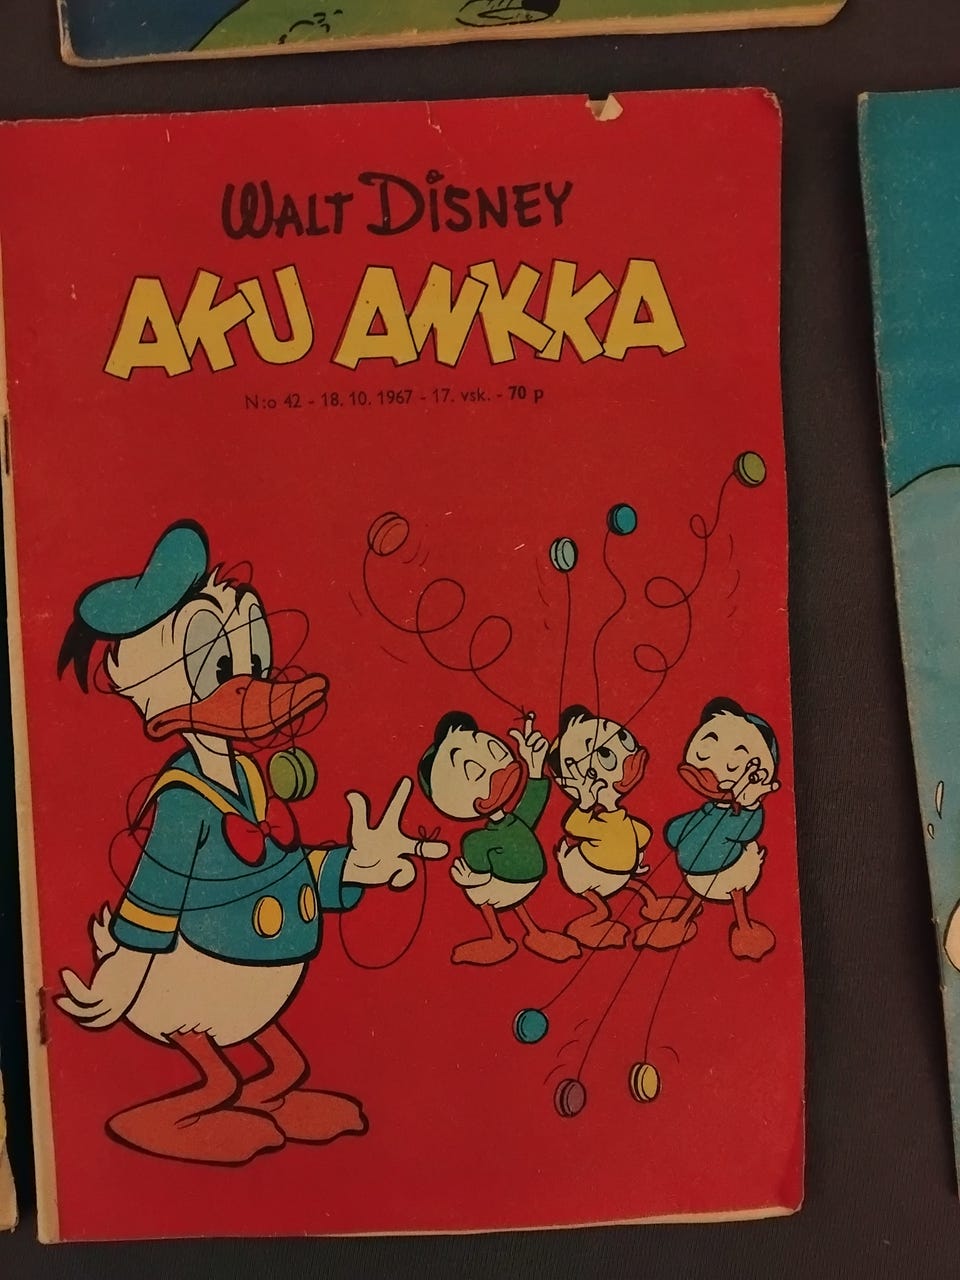 WALT DISNEY
AKU ANKKA
N:o 42 - 18. 10. 1967 - 17. vsk. - 70 p